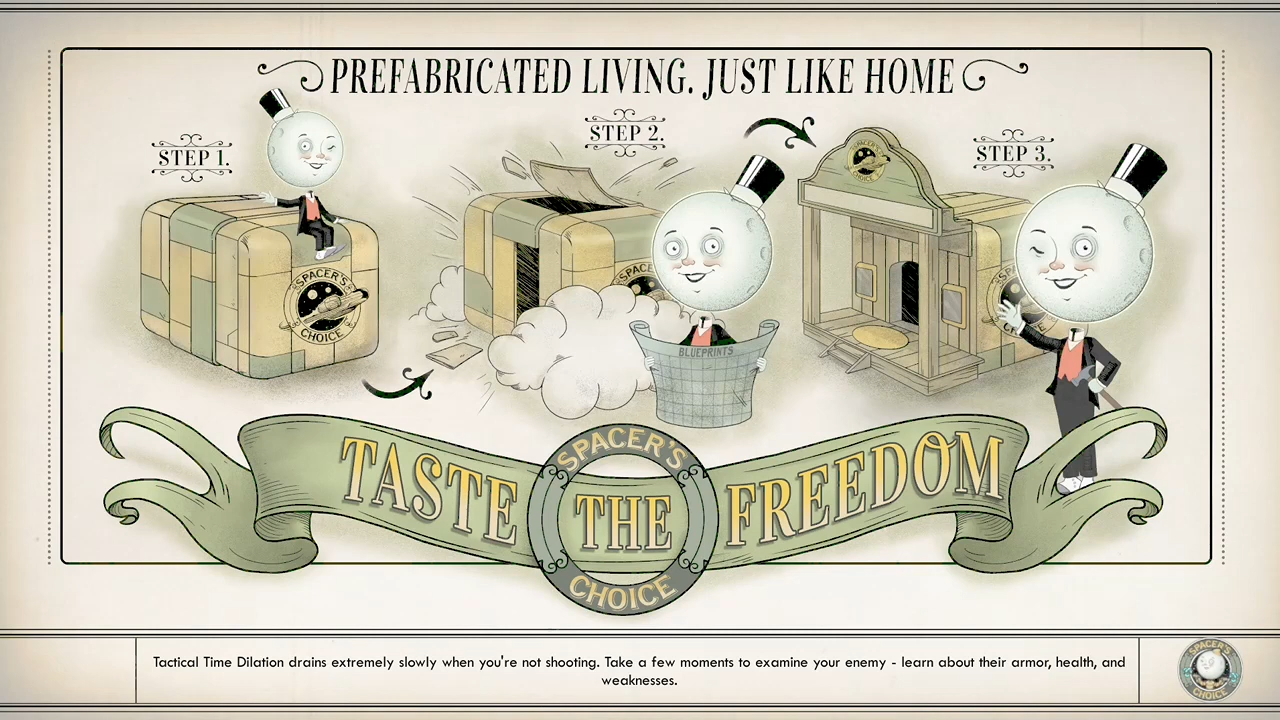 PREFABRICATED LIVING. JUST LIKE HOME
STEP 1.
STEP 2.
STEP 3.
SPACER'S
CHOICE
SPACER'S
CHOICE
BLUEPRINTS
TASTE THE FREEDOM
SPACER'S
CHOICE
Tactical Time Dilation drains extremely slowly when you're not shooting. Take a few moments to examine your enemy - learn about their armor, health, and
weaknesses.
SPACER'S
CHOICE